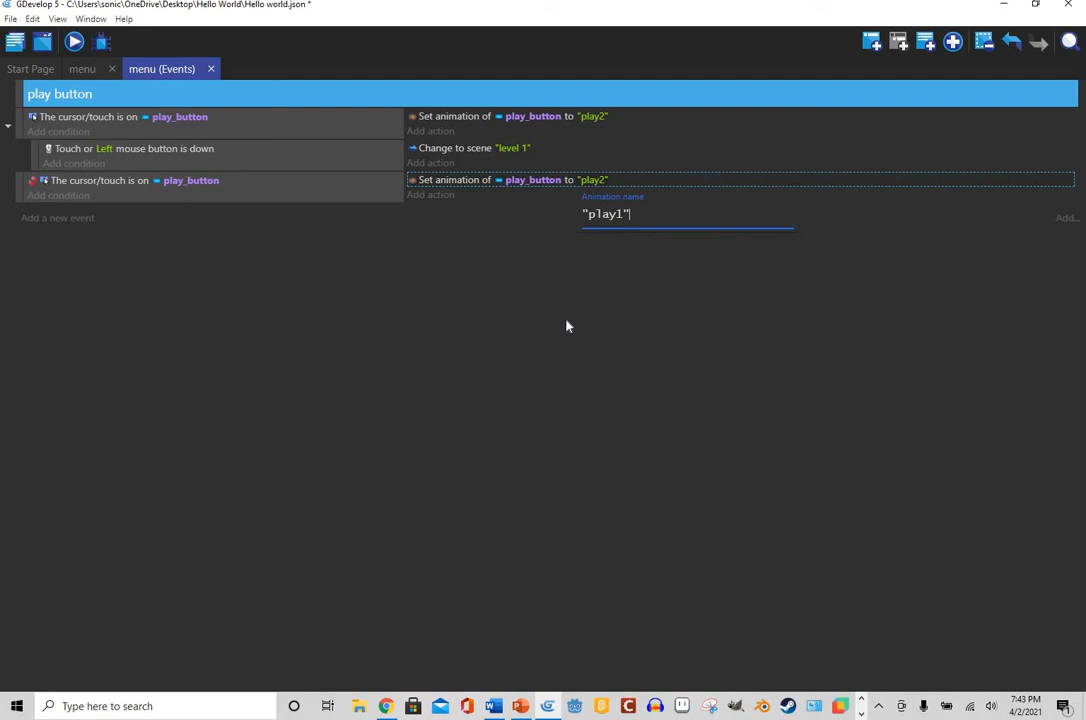 GDevelop 5 - C:\Users\sonic\OneDrive\Desktop\Hello World\Hello world.json *
File Edit View Window Help
Start Page menu × menu (Events) ×
play button
The cursor/touch is on play_button Set animation of play_button to "play2"
Add condition Add action
Touch or Left mouse button is down Change to scene "level 1"
Add condition Add action
The cursor/touch is on play_button Set animation of play_button to "play2"
Add condition Add action Animation name
"play1"
Add a new event Add...
Type here to search
7:43 PM
4/2/2021
1